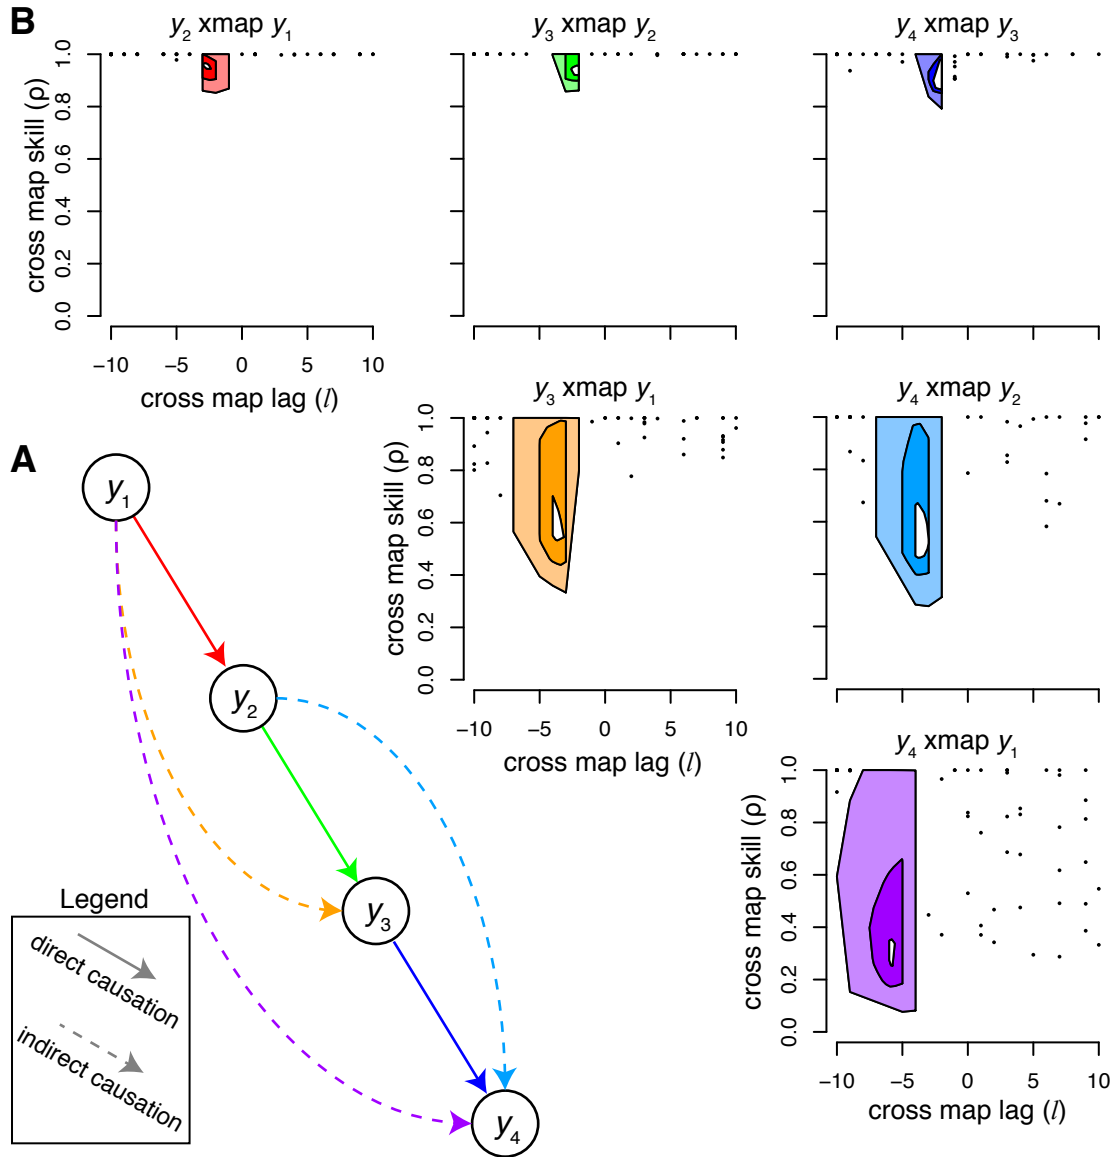 B
y2 xmap y1
y3 xmap y2
y4 xmap y3
cross map skill (ρ)
0.0 0.2 0.4 0.6 0.8 1.0
−10 −5 0 5 10
cross map lag (l)
y3 xmap y1
y4 xmap y2
cross map skill (ρ)
0.0 0.2 0.4 0.6 0.8 1.0
−10 −5 0 5 10
cross map lag (l)
y4 xmap y1
cross map skill (ρ)
0.0 0.2 0.4 0.6 0.8 1.0
−10 −5 0 5 10
cross map lag (l)
A
y1
y2
y3
y4
Legend
direct causation
indirect causation